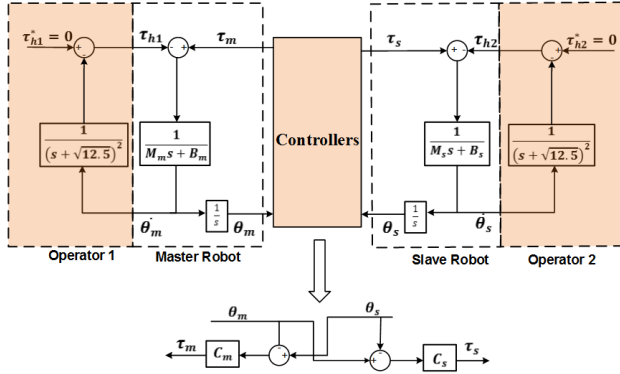 τ*h1 = 0
τh1
τm
τs
τh2
τ*h2 = 0
- - - +
Controllers
+ - - -
1/(s + √12.5)²
1/(Mm s + Bm)
1/(Ms s + Bs)
1/(s + √12.5)²
1/s
1/s
θ̇m
θm
θs
θ̇s
Operator 1
Master Robot
Slave Robot
Operator 2
θm
θs
τm
Cm
- +
+ -
Cs
τs